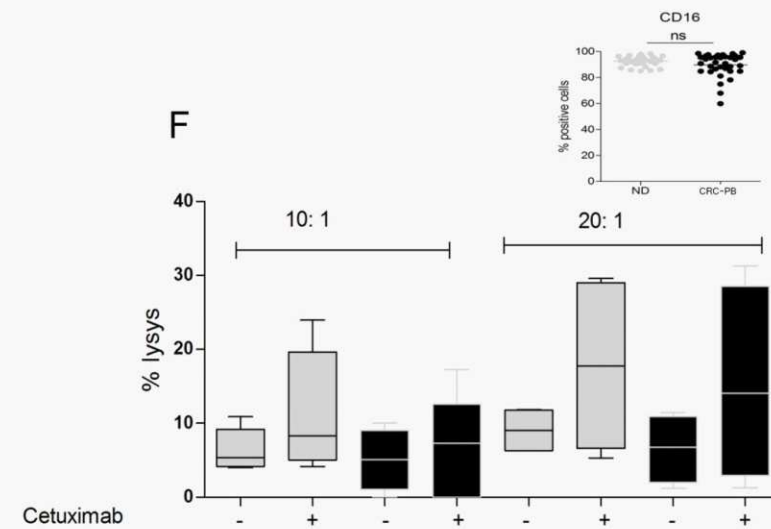 CD16
ns
100
80
60
40
20
0
% positive cells
ND CRC-PB
F
10: 1 20: 1
40
30
20
10
0
% lysys
Cetuximab - + - + - + - +